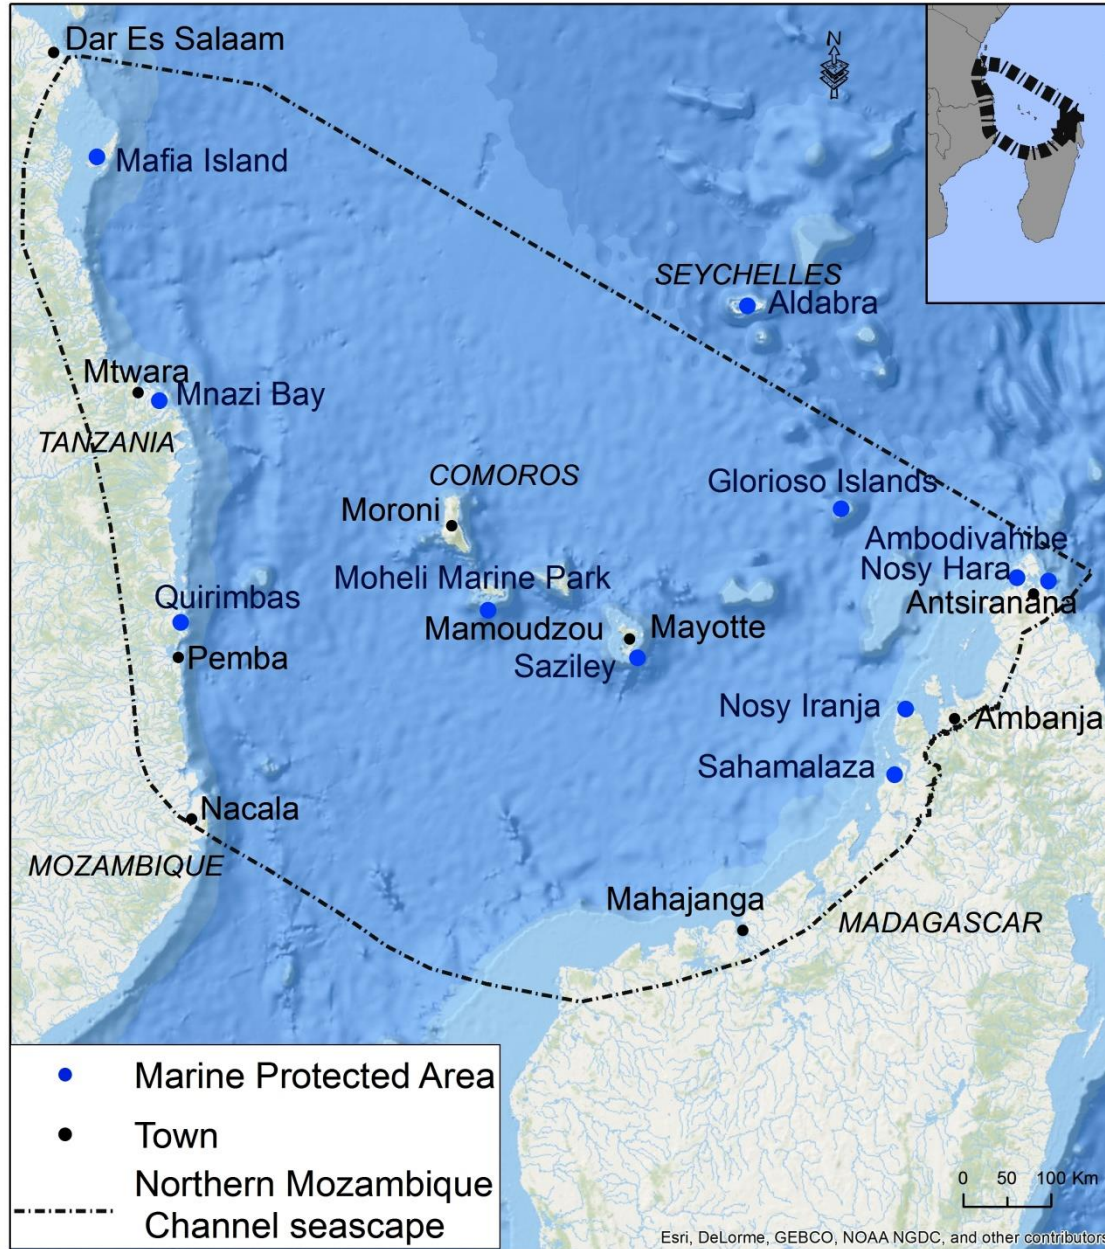 Dar Es Salaam
N
Mafia Island
SEYCHELLES
Aldabra
Mtwara
Mnazi Bay
TANZANIA
COMOROS
Glorioso Islands
Moroni
Ambodivahibe
Moheli Marine Park
Nosy Hara
Quirimbas
Antsiranana
Mamoudzou
Mayotte
Pemba
Saziley
Nosy Iranja
Ambanja
Sahamalaza
Nacala
MOZAMBIQUE
Mahajanga
MADAGASCAR
Marine Protected Area
Town
Northern Mozambique
Channel seascape
0 50 100 Km
Esri, DeLorme, GEBCO, NOAA NGDC, and other contributors